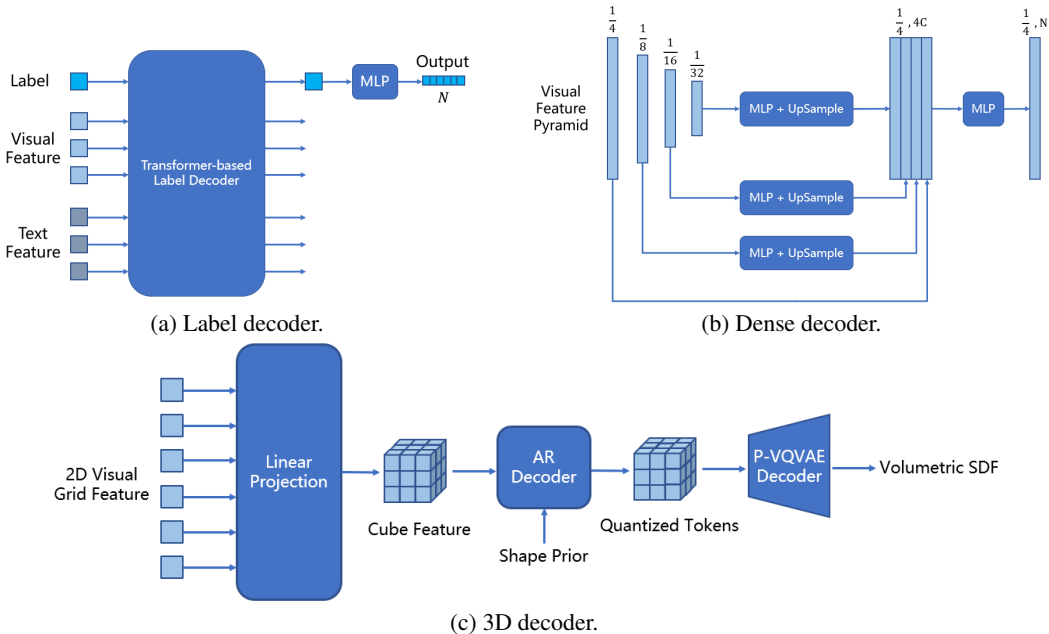 Label
Visual
Feature
Text
Feature
Transformer-based
Label Decoder
MLP
Output
N
(a) Label decoder.
Visual
Feature
Pyramid
1/4
1/8
1/16
1/32
MLP + UpSample
MLP + UpSample
MLP + UpSample
1/4, 4C
MLP
1/4, N
(b) Dense decoder.
2D Visual
Grid Feature
Linear
Projection
Cube Feature
AR
Decoder
Shape Prior
Quantized Tokens
P-VQVAE
Decoder
Volumetric SDF
(c) 3D decoder.